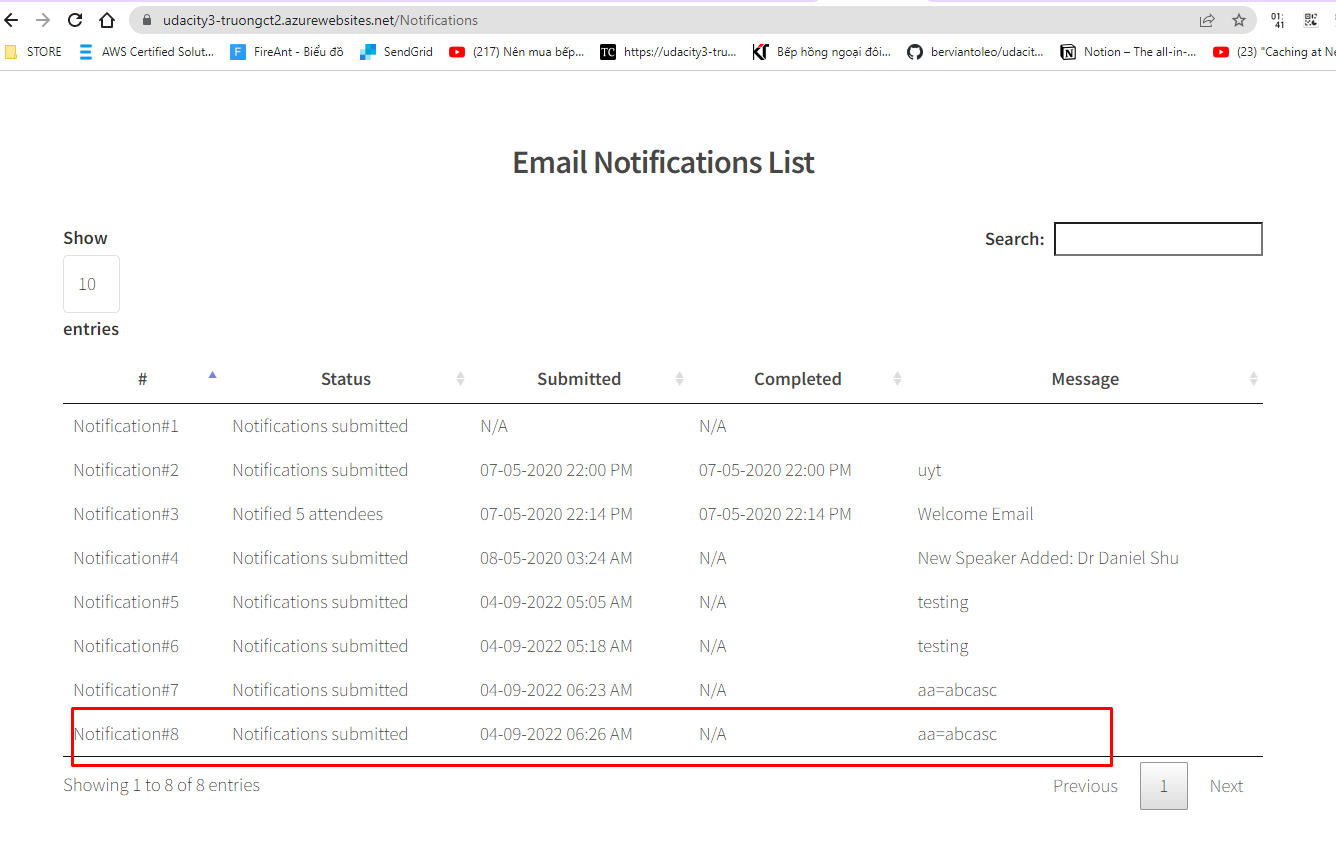 udacity3-truongct2.azurewebsites.net/Notifications
01:
41
STORE AWS Certified Solut... F FireAnt - Biểu đồ SendGrid (217) Nên mua bếp... TC https://udacity3-tru... Bếp hồng ngoại đôi... berviantoleo/udacit... Notion – The all-in-... (23) "Caching at Ne
Email Notifications List
Show
Search:
10
entries
# Status Submitted Completed Message
Notification#1 Notifications submitted N/A N/A
Notification#2 Notifications submitted 07-05-2020 22:00 PM 07-05-2020 22:00 PM uyt
Notification#3 Notified 5 attendees 07-05-2020 22:14 PM 07-05-2020 22:14 PM Welcome Email
Notification#4 Notifications submitted 08-05-2020 03:24 AM N/A New Speaker Added: Dr Daniel Shu
Notification#5 Notifications submitted 04-09-2022 05:05 AM N/A testing
Notification#6 Notifications submitted 04-09-2022 05:18 AM N/A testing
Notification#7 Notifications submitted 04-09-2022 06:23 AM N/A aa=abcasc
Notification#8 Notifications submitted 04-09-2022 06:26 AM N/A aa=abcasc
Showing 1 to 8 of 8 entries
Previous 1 Next